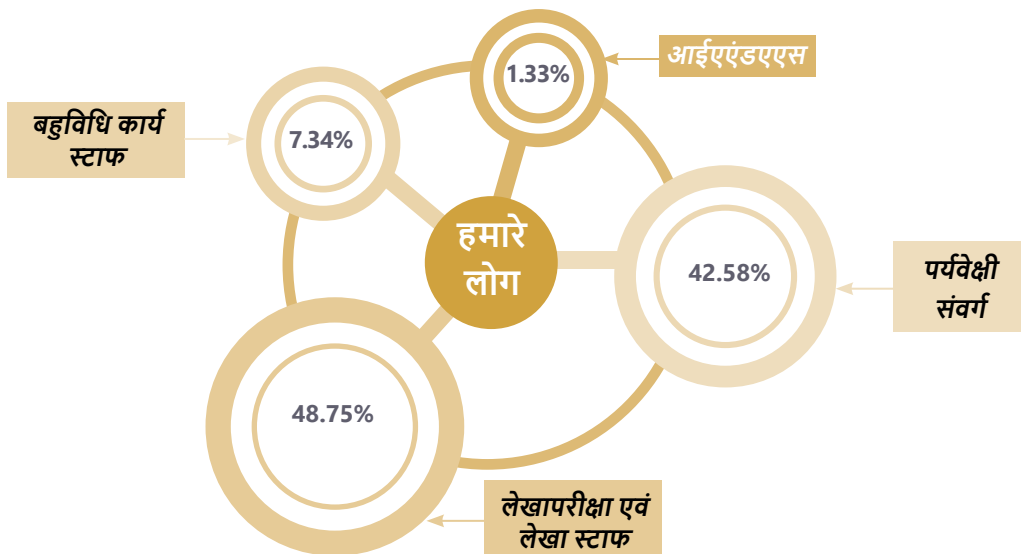 1.33%
आईएएंडएएस
बहुविधि कार्य
स्टाफ
7.34%
हमारे
लोग
42.58%
पर्यवेक्षी
संवर्ग
48.75%
लेखापरीक्षा एवं
लेखा स्टाफ